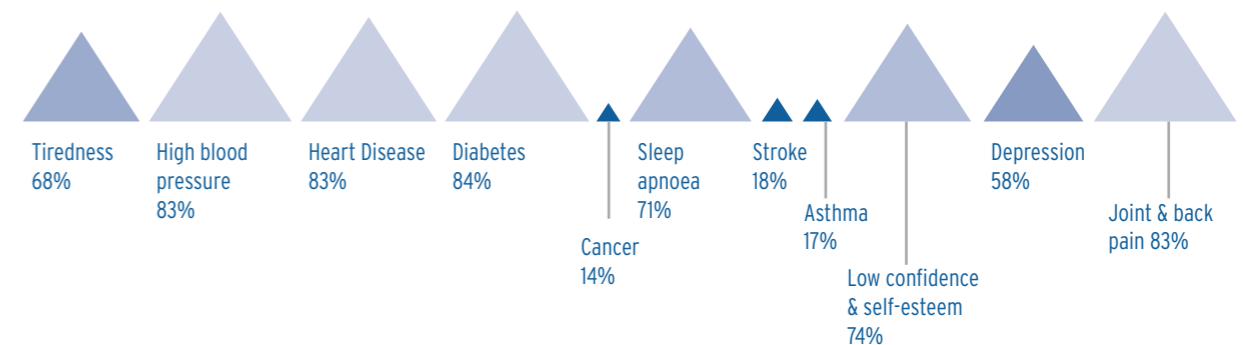 Tiredness
68%
High blood
pressure
83%
Heart Disease
83%
Diabetes
84%
Cancer
14%
Sleep
apnoea
71%
Stroke
18%
Asthma
17%
Low confidence
& self-esteem
74%
Depression
58%
Joint & back
pain 83%